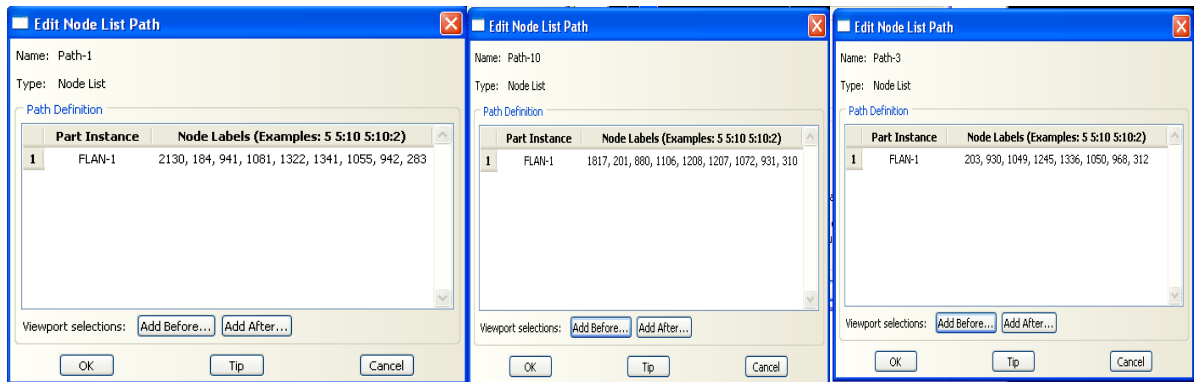 Edit Node List Path
Name: Path-1
Type: Node List
Path Definition
Part Instance Node Labels (Examples: 5 5:10 5:10:2)
1 FLAN-1 2130, 184, 941, 1081, 1322, 1341, 1055, 942, 283
Viewport selections: Add Before... Add After...
OK Tip Cancel
Edit Node List Path
Name: Path-10
Type: Node List
Path Definition
Part Instance Node Labels (Examples: 5 5:10 5:10:2)
1 FLAN-1 1817, 201, 880, 1106, 1208, 1207, 1072, 931, 310
Viewport selections: Add Before... Add After...
OK Tip Cancel
Edit Node List Path
Name: Path-3
Type: Node List
Path Definition
Part Instance Node Labels (Examples: 5 5:10 5:10:2)
1 FLAN-1 203, 930, 1049, 1245, 1336, 1050, 968, 312
Viewport selections: Add Before... Add After...
OK Tip Cancel